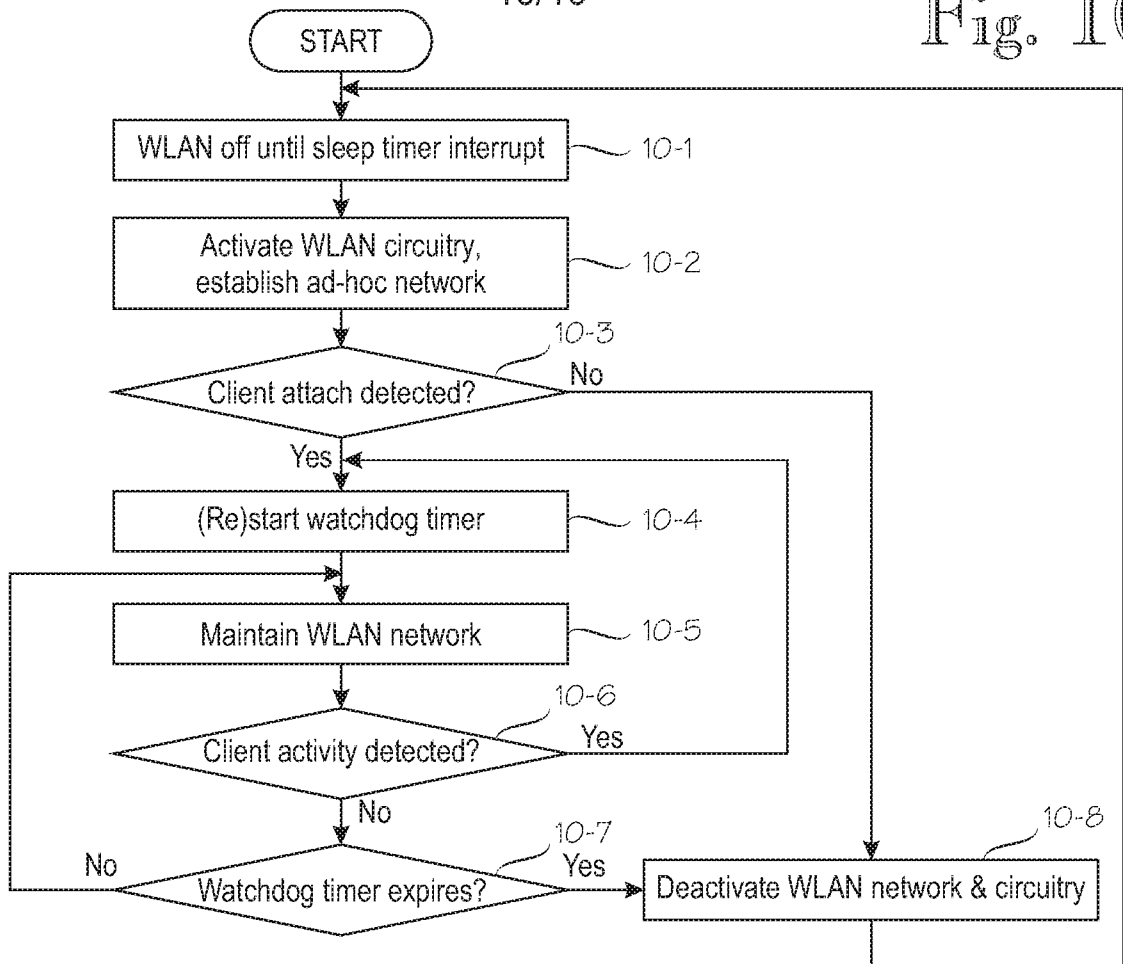 Fig. 10
START
WLAN off until sleep timer interrupt
10-1
Activate WLAN circuitry,
establish ad-hoc network
10-2
10-3
Client attach detected?
No
Yes
(Re)start watchdog timer
10-4
Maintain WLAN network
10-5
10-6
Client activity detected?
Yes
No
10-7
No
Watchdog timer expires?
Yes
10-8
Deactivate WLAN network & circuitry